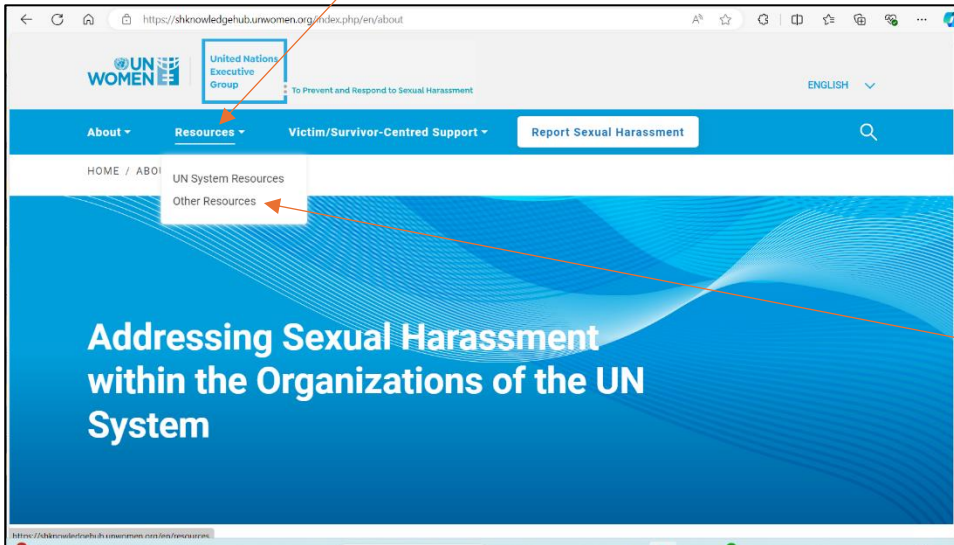 https://shknowledgehub.unwomen.org/index.php/en/about
UN WOMEN
United Nations
Executive
Group
To Prevent and Respond to Sexual Harassment
ENGLISH
About Resources Victim/Survivor-Centred Support Report Sexual Harassment
HOME / ABO
UN System Resources
Other Resources
Addressing Sexual Harassment
within the Organizations of the UN
System
https://shknowledgehub.unwomen.org/en/resources